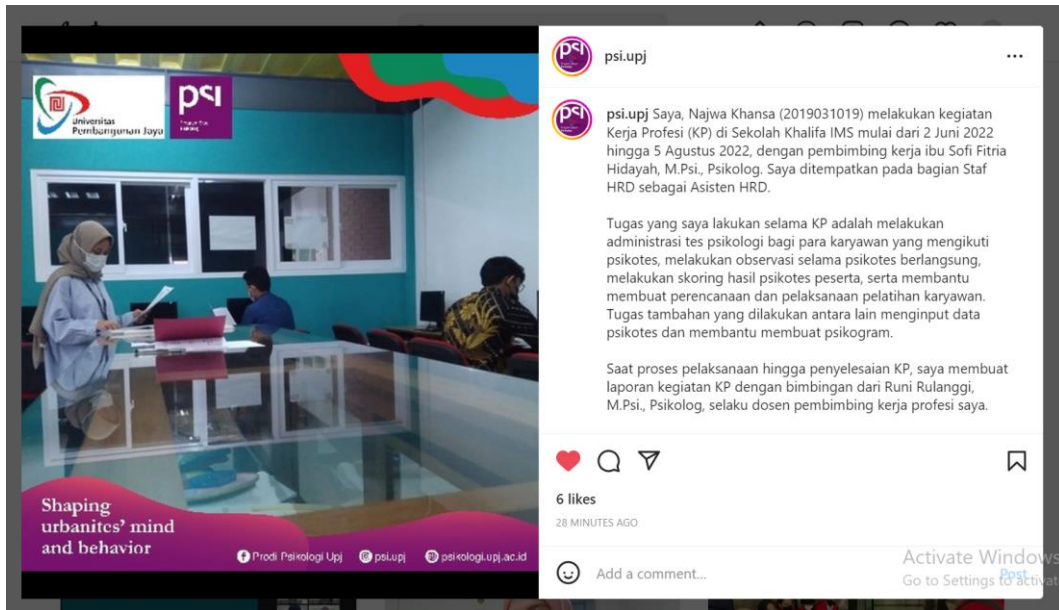 Universitas
Pembangunan Jaya
psi
psi.upj
psi.upj Saya, Najwa Khansa (2019031019) melakukan kegiatan
Kerja Profesi (KP) di Sekolah Khalifa IMS mulai dari 2 Juni 2022
hingga 5 Agustus 2022, dengan pembimbing kerja ibu Sofi Fitria
Hidayah, M.Psi., Psikolog. Saya ditempatkan pada bagian Staf
HRD sebagai Asisten HRD.
Tugas yang saya lakukan selama KP adalah melakukan
administrasi tes psikologi bagi para karyawan yang mengikuti
psikotes, melakukan observasi selama psikotes berlangsung,
melakukan skoring hasil psikotes peserta, serta membantu
membuat perencanaan dan pelaksanaan pelatihan karyawan.
Tugas tambahan yang dilakukan antara lain menginput data
psikotes dan membantu membuat psikogram.
Saat proses pelaksanaan hingga penyelesaian KP, saya membuat
laporan kegiatan KP dengan bimbingan dari Runi Rulanggi,
M.Psi., Psikolog, selaku dosen pembimbing kerja profesi saya.
6 likes
28 MINUTES AGO
Add a comment...
Post
Shaping
urbanites' mind
and behavior
Prodi Psikologi Upj
psi.upj
psikologi.upj.ac.id
Activate Windows
Go to Settings to activat